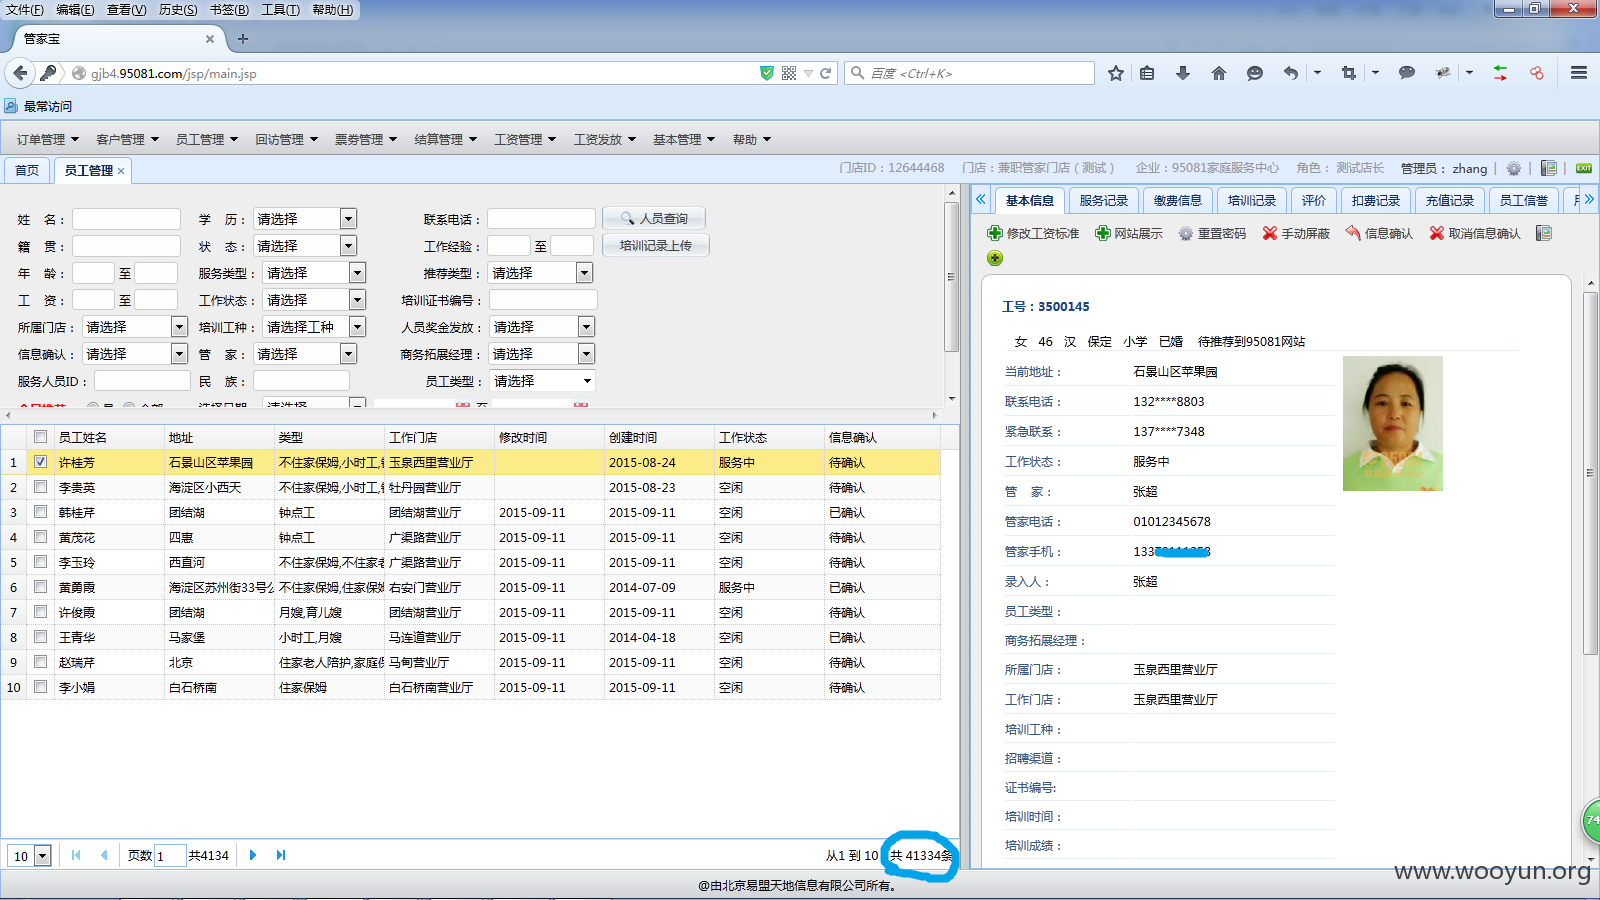 文件(F) 编辑(E) 查看(V) 历史(S) 书签(B) 工具(T) 帮助(H)
管家宝
gjb4.95081.com/jsp/main.jsp
百度 <Ctrl+K>
最常访问
订单管理 客户管理 员工管理 回访管理 票券管理 结算管理 工资管理 工资发放 基本管理 帮助
首页 员工管理
门店ID：12644468 门店：兼职管家门店（测试） 企业：95081家庭服务中心 角色： 测试店长 管理员： zhang
EXIT
姓 名： 学 历： 请选择 联系电话： 人员查询
籍 贯： 状 态： 请选择 工作经验： 至 培训记录上传
年 龄： 至 服务类型： 请选择 推荐类型： 请选择
工 资： 至 工作状态： 请选择 培训证书编号：
所属门店： 请选择 培训工种： 请选择工种 人员奖金发放： 请选择
信息确认： 请选择 管 家： 请选择 商务拓展经理： 请选择
服务人员ID： 民 族： 员工类型： 请选择
员工姓名 地址 类型 工作门店 修改时间 创建时间 工作状态 信息确认
1 许桂芳 石景山区苹果园 不住家保姆,小时工, 玉泉西里营业厅 2015-08-24 服务中 待确认
2 李贵英 海淀区小西天 不住家保姆,小时工, 牡丹园营业厅 2015-08-23 空闲 待确认
3 韩桂芹 团结湖 钟点工 团结湖营业厅 2015-09-11 2015-09-11 空闲 已确认
4 黄茂花 四惠 钟点工 广渠路营业厅 2015-09-11 2015-09-11 空闲 待确认
5 李玉玲 西直河 不住家保姆,不住家老 广渠路营业厅 2015-09-11 2015-09-11 空闲 待确认
6 黄勇霞 海淀区苏州街33号公 不住家保姆,住家保姆 右安门营业厅 2015-09-11 2014-07-09 服务中 已确认
7 许俊霞 团结湖 月嫂,育儿嫂 团结湖营业厅 2015-09-11 2015-09-11 空闲 待确认
8 王青华 马家堡 小时工,月嫂 马连道营业厅 2015-09-11 2014-04-18 空闲 已确认
9 赵瑞芹 北京 住家老人陪护,家庭保 马甸营业厅 2015-09-11 2015-09-11 空闲 待确认
10 李小娟 白石桥南 住家保姆 白石桥南营业厅 2015-09-11 2015-09-11 空闲 待确认
10 页数 1 共4134 从1 到 10 共 41334条
基本信息 服务记录 缴费信息 培训记录 评价 扣费记录 充值记录 员工信誉
修改工资标准 网站展示 重置密码 手动屏蔽 信息确认 取消信息确认
工号：3500145
女 46 汉 保定 小学 已婚 待推荐到95081网站
当前地址： 石景山区苹果园
联系电话： 132****8803
紧急联系： 137****7348
工作状态： 服务中
管 家： 张超
管家电话： 01012345678
管家手机： 133
录入人： 张超
员工类型：
商务拓展经理：
所属门店： 玉泉西里营业厅
工作门店： 玉泉西里营业厅
培训工种：
招聘渠道：
证书编号:
培训时间：
培训成绩：
74
@由北京易盟天地信息有限公司所有。
www.wooyun.org